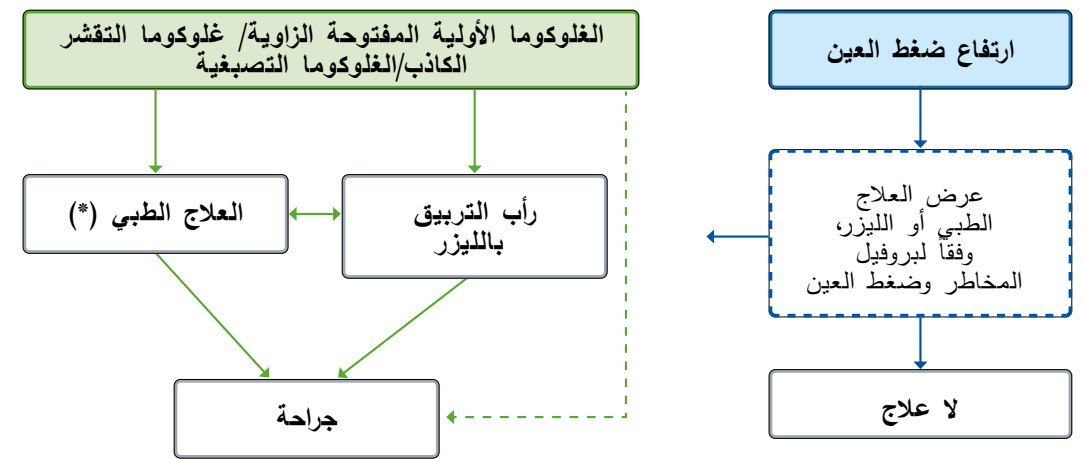 الغلوكوما الأولية المفتوحة الزاوية/ غلوكوما التقشر
الكاذب/الغلوكوما التصبغية
ارتفاع ضغط العين
العلاج الطبي (*)
رأب التربيق
بالليزر
عرض العلاج
الطبي أو الليزر،
وفقاً لبروفيل
المخاطر وضغط العين
جراحة
لا علاج